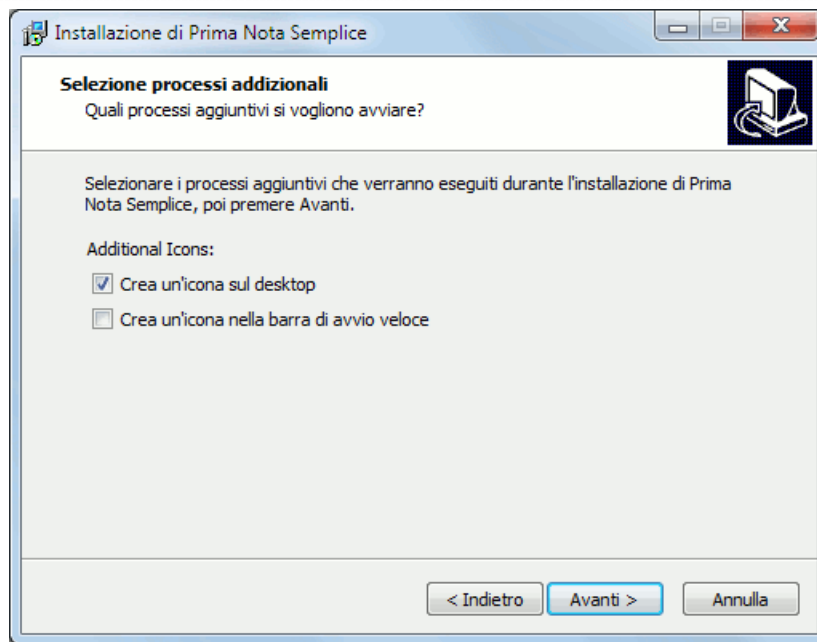 Installazione di Prima Nota Semplice
Selezione processi addizionali
Quali processi aggiuntivi si vogliono avviare?
Selezionare i processi aggiuntivi che verranno eseguiti durante l'installazione di Prima
Nota Semplice, poi premere Avanti.
Additional Icons:
Crea un'icona sul desktop
Crea un'icona nella barra di avvio veloce
< Indietro Avanti > Annulla